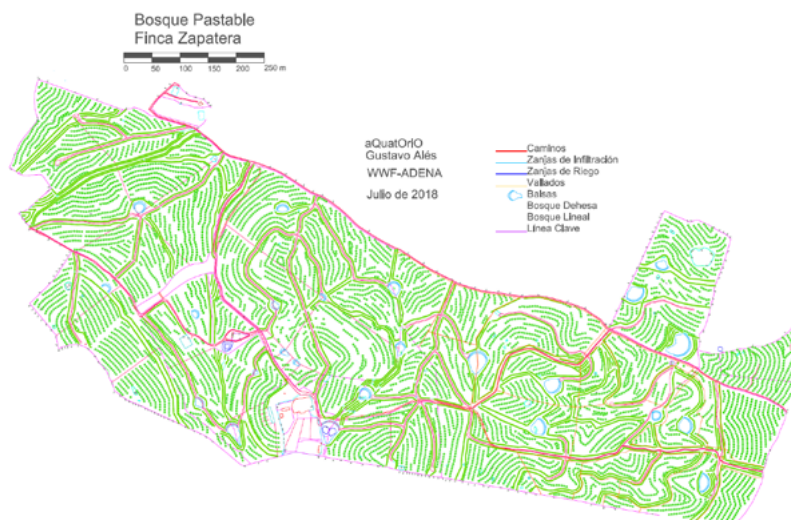 Bosque Pastable
Finca Zapatera
0 50 100 150 200 250 m
aQuatOrIO
Gustavo Alés
WWF-ADENA
Julio de 2018
Caminos
Zanjas de Infiltración
Zanjas de Riego
Vallados
Balsas
Bosque Dehesa
Bosque Lineal
Línea Clave